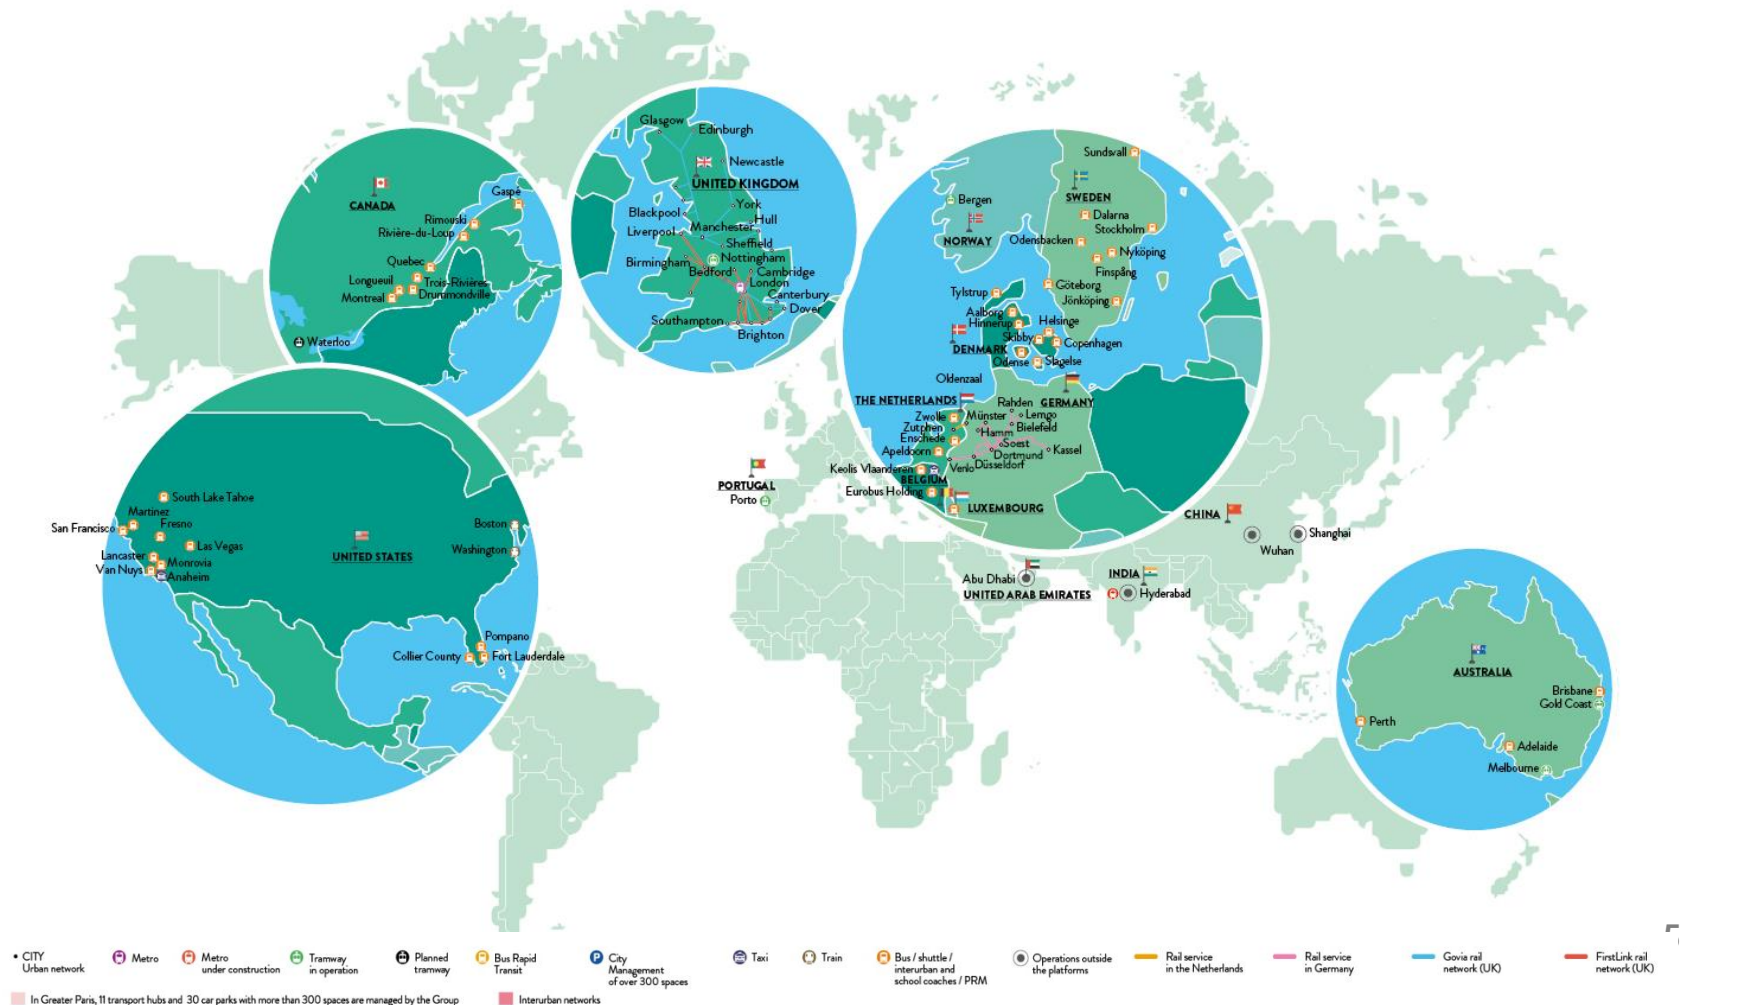 CANADA
Gaspé
Rimouski
Rivière-du-Loup
Quebec
Longueuil
Trois-Rivières
Montreal
Drummondville
Waterloo
Glasgow
Edinburgh
Newcastle
UNITED KINGDOM
York
Blackpool
Hull
Liverpool
Manchester
Sheffield
Birmingham
Nottingham
Bedford
Cambridge
London
Canterbury
Dover
Southampton
Brighton
Sundsvall
SWEDEN
Bergen
Dalarna
Stockholm
NORWAY
Odensbacken
Nyköping
Finspång
Göteborg
Tylstrup
Jönköping
Aalborg
Hinnerup
Helsinge
Skibby
Copenhagen
DENMARK
Odense
Slagelse
Oldenzaal
THE NETHERLANDS
GERMANY
Rahden
Zwolle
Münster
Lemgo
Zutphen
Bielefeld
Hamm
Enschede
Soest
Apeldoorn
Dortmund
Kassel
Keolis Vlaanderen
Venlo
Düsseldorf
BELGIUM
Eurobus Holding
LUXEMBOURG
PORTUGAL
Porto
South Lake Tahoe
Martinez
San Francisco
Fresno
Las Vegas
Lancaster
Monrovia
Van Nuys
Anaheim
UNITED STATES
Boston
Washington
Pompano
Collier County
Fort Lauderdale
CHINA
Shanghai
Wuhan
Abu Dhabi
UNITED ARAB EMIRATES
INDIA
Hyderabad
AUSTRALIA
Brisbane
Gold Coast
Perth
Adelaide
Melbourne
CITY
Urban network
Metro
Metro
under construction
Tramway
in operation
Planned
tramway
Bus Rapid
Transit
P
City
Management
of over 300 spaces
Taxi
Train
Bus / shuttle /
interurban and
school coaches / PRM
Operations outside
the platforms
Rail service
in the Netherlands
Rail service
in Germany
Govia rail
network (UK)
FirstLink rail
network (UK)
In Greater Paris, 11 transport hubs and 30 car parks with more than 300 spaces are managed by the Group
Interurban networks